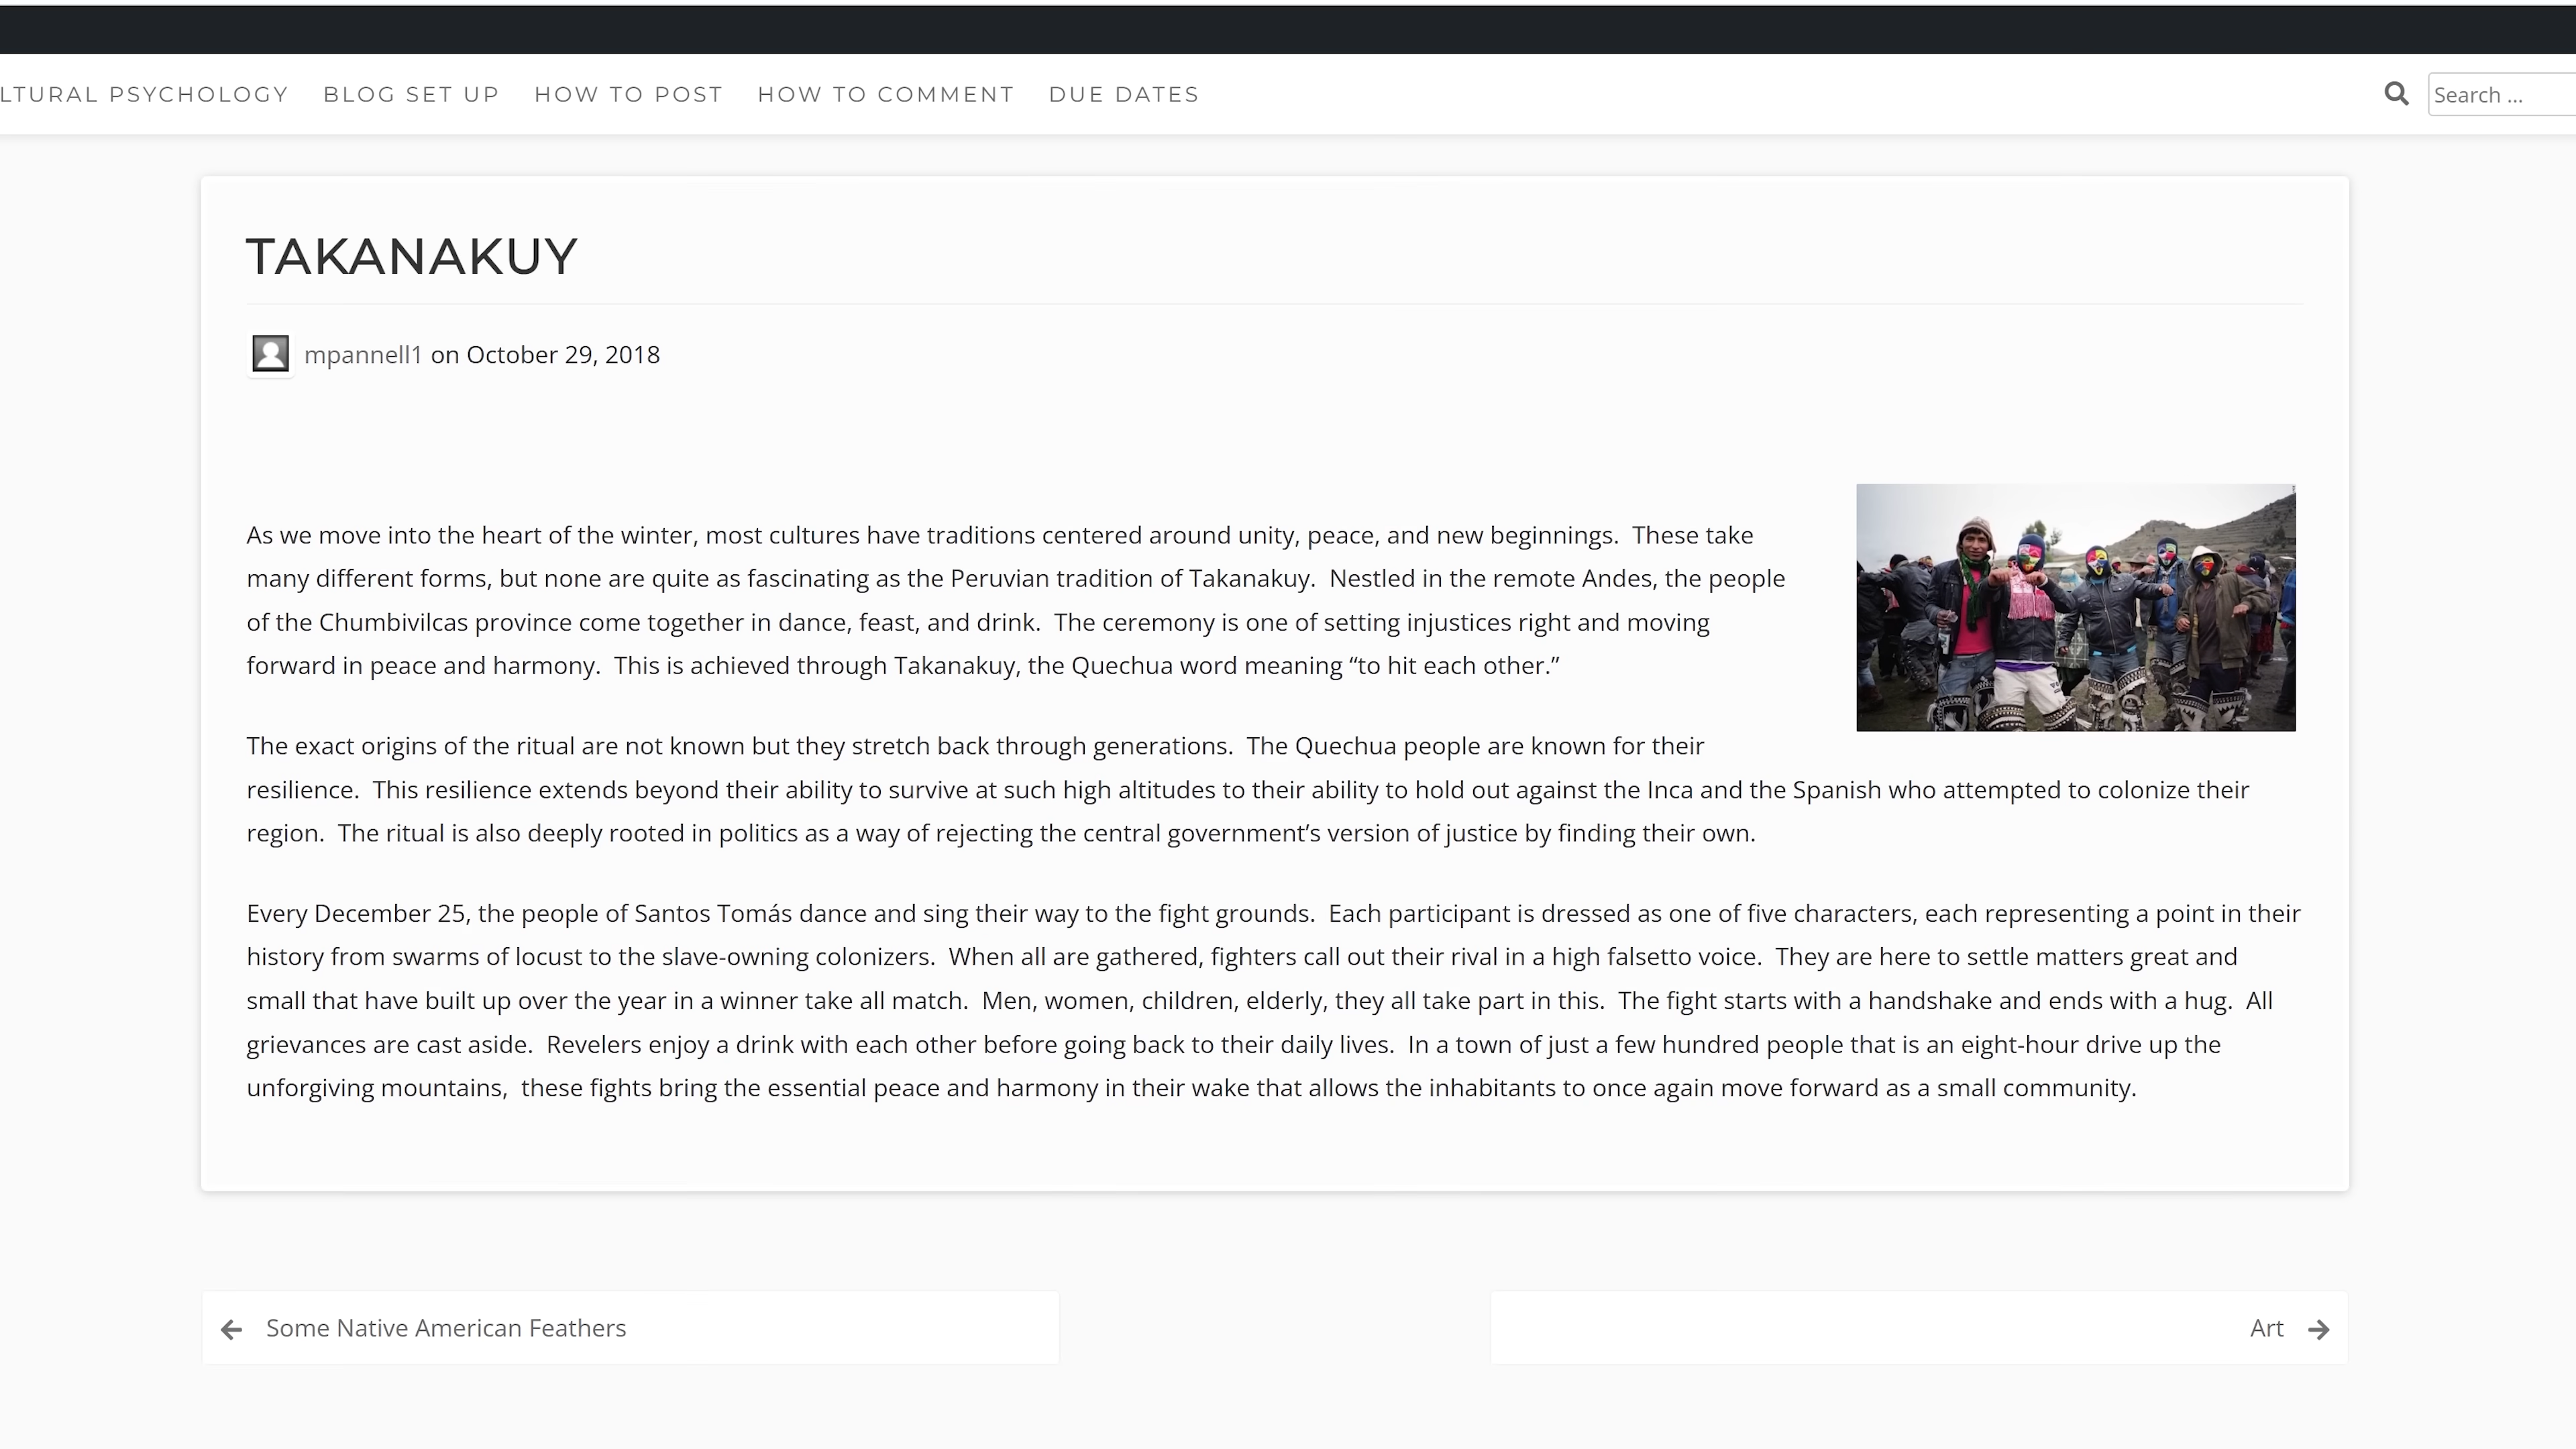 LTURAL PSYCHOLOGY BLOG SET UP HOW TO POST HOW TO COMMENT DUE DATES Search ...
TAKANAKUY
mpannell1 on October 29, 2018
As we move into the heart of the winter, most cultures have traditions centered around unity, peace, and new beginnings.  These take
many different forms, but none are quite as fascinating as the Peruvian tradition of Takanakuy.  Nestled in the remote Andes, the people
of the Chumbivilcas province come together in dance, feast, and drink.  The ceremony is one of setting injustices right and moving
forward in peace and harmony.  This is achieved through Takanakuy, the Quechua word meaning “to hit each other.”
The exact origins of the ritual are not known but they stretch back through generations.  The Quechua people are known for their
resilience.  This resilience extends beyond their ability to survive at such high altitudes to their ability to hold out against the Inca and the Spanish who attempted to colonize their
region.  The ritual is also deeply rooted in politics as a way of rejecting the central government’s version of justice by finding their own.
Every December 25, the people of Santos Tomás dance and sing their way to the fight grounds.  Each participant is dressed as one of five characters, each representing a point in their
history from swarms of locust to the slave-owning colonizers.  When all are gathered, fighters call out their rival in a high falsetto voice.  They are here to settle matters great and
small that have built up over the year in a winner take all match.  Men, women, children, elderly, they all take part in this.  The fight starts with a handshake and ends with a hug.  All
grievances are cast aside.  Revelers enjoy a drink with each other before going back to their daily lives.  In a town of just a few hundred people that is an eight-hour drive up the
unforgiving mountains,  these fights bring the essential peace and harmony in their wake that allows the inhabitants to once again move forward as a small community.
Some Native American Feathers
Art